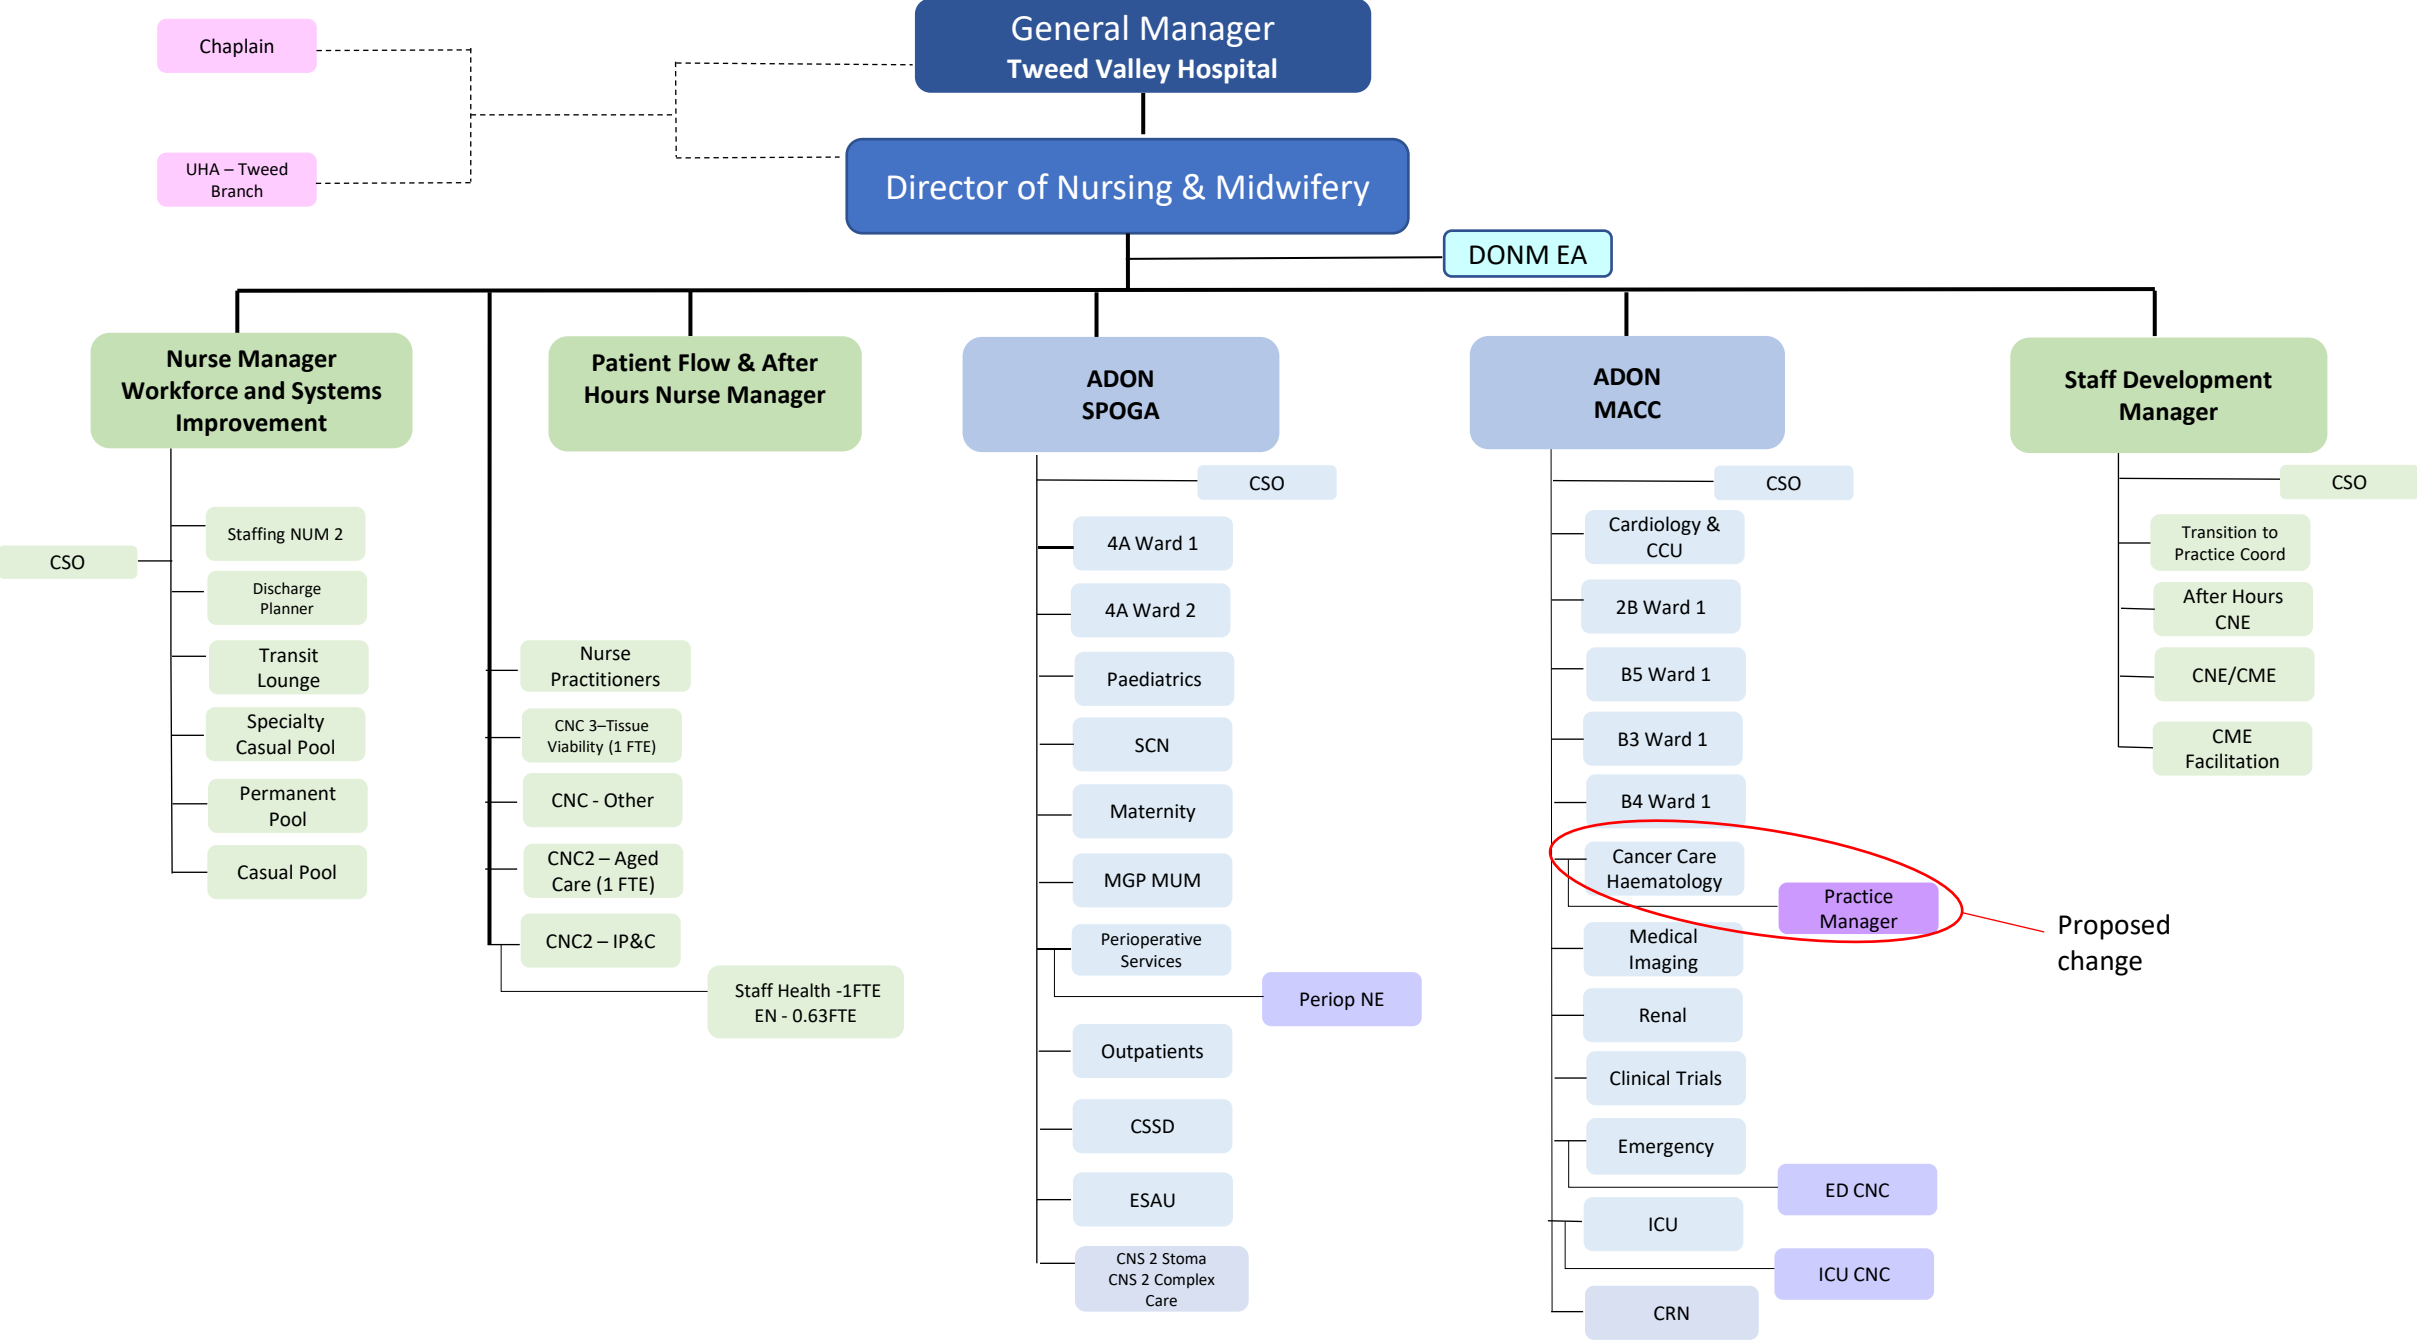 General Manager
Tweed Valley Hospital
Chaplain
UHA – Tweed
Branch
Director of Nursing & Midwifery
DONM EA
Nurse Manager
Workforce and Systems
Improvement
CSO
Staffing NUM 2
Discharge
Planner
Transit
Lounge
Specialty
Casual Pool
Permanent
Pool
Casual Pool
Nurse
Practitioners
CNC 3–Tissue
Viability (1 FTE)
CNC - Other
CNC2 – Aged
Care (1 FTE)
CNC2 – IP&C
Staff Health -1FTE
EN - 0.63FTE
Patient Flow & After
Hours Nurse Manager
ADON
SPOGA
CSO
4A Ward 1
4A Ward 2
Paediatrics
SCN
Maternity
MGP MUM
Perioperative
Services
Periop NE
Outpatients
CSSD
ESAU
CNS 2 Stoma
CNS 2 Complex
Care
ADON
MACC
CSO
Cardiology &
CCU
2B Ward 1
B5 Ward 1
B3 Ward 1
B4 Ward 1
Cancer Care
Haematology
Practice
Manager
Proposed
change
Medical
Imaging
Renal
Clinical Trials
Emergency
ED CNC
ICU
ICU CNC
CRN
Staff Development
Manager
CSO
Transition to
Practice Coord
After Hours
CNE
CNE/CME
CME
Facilitation